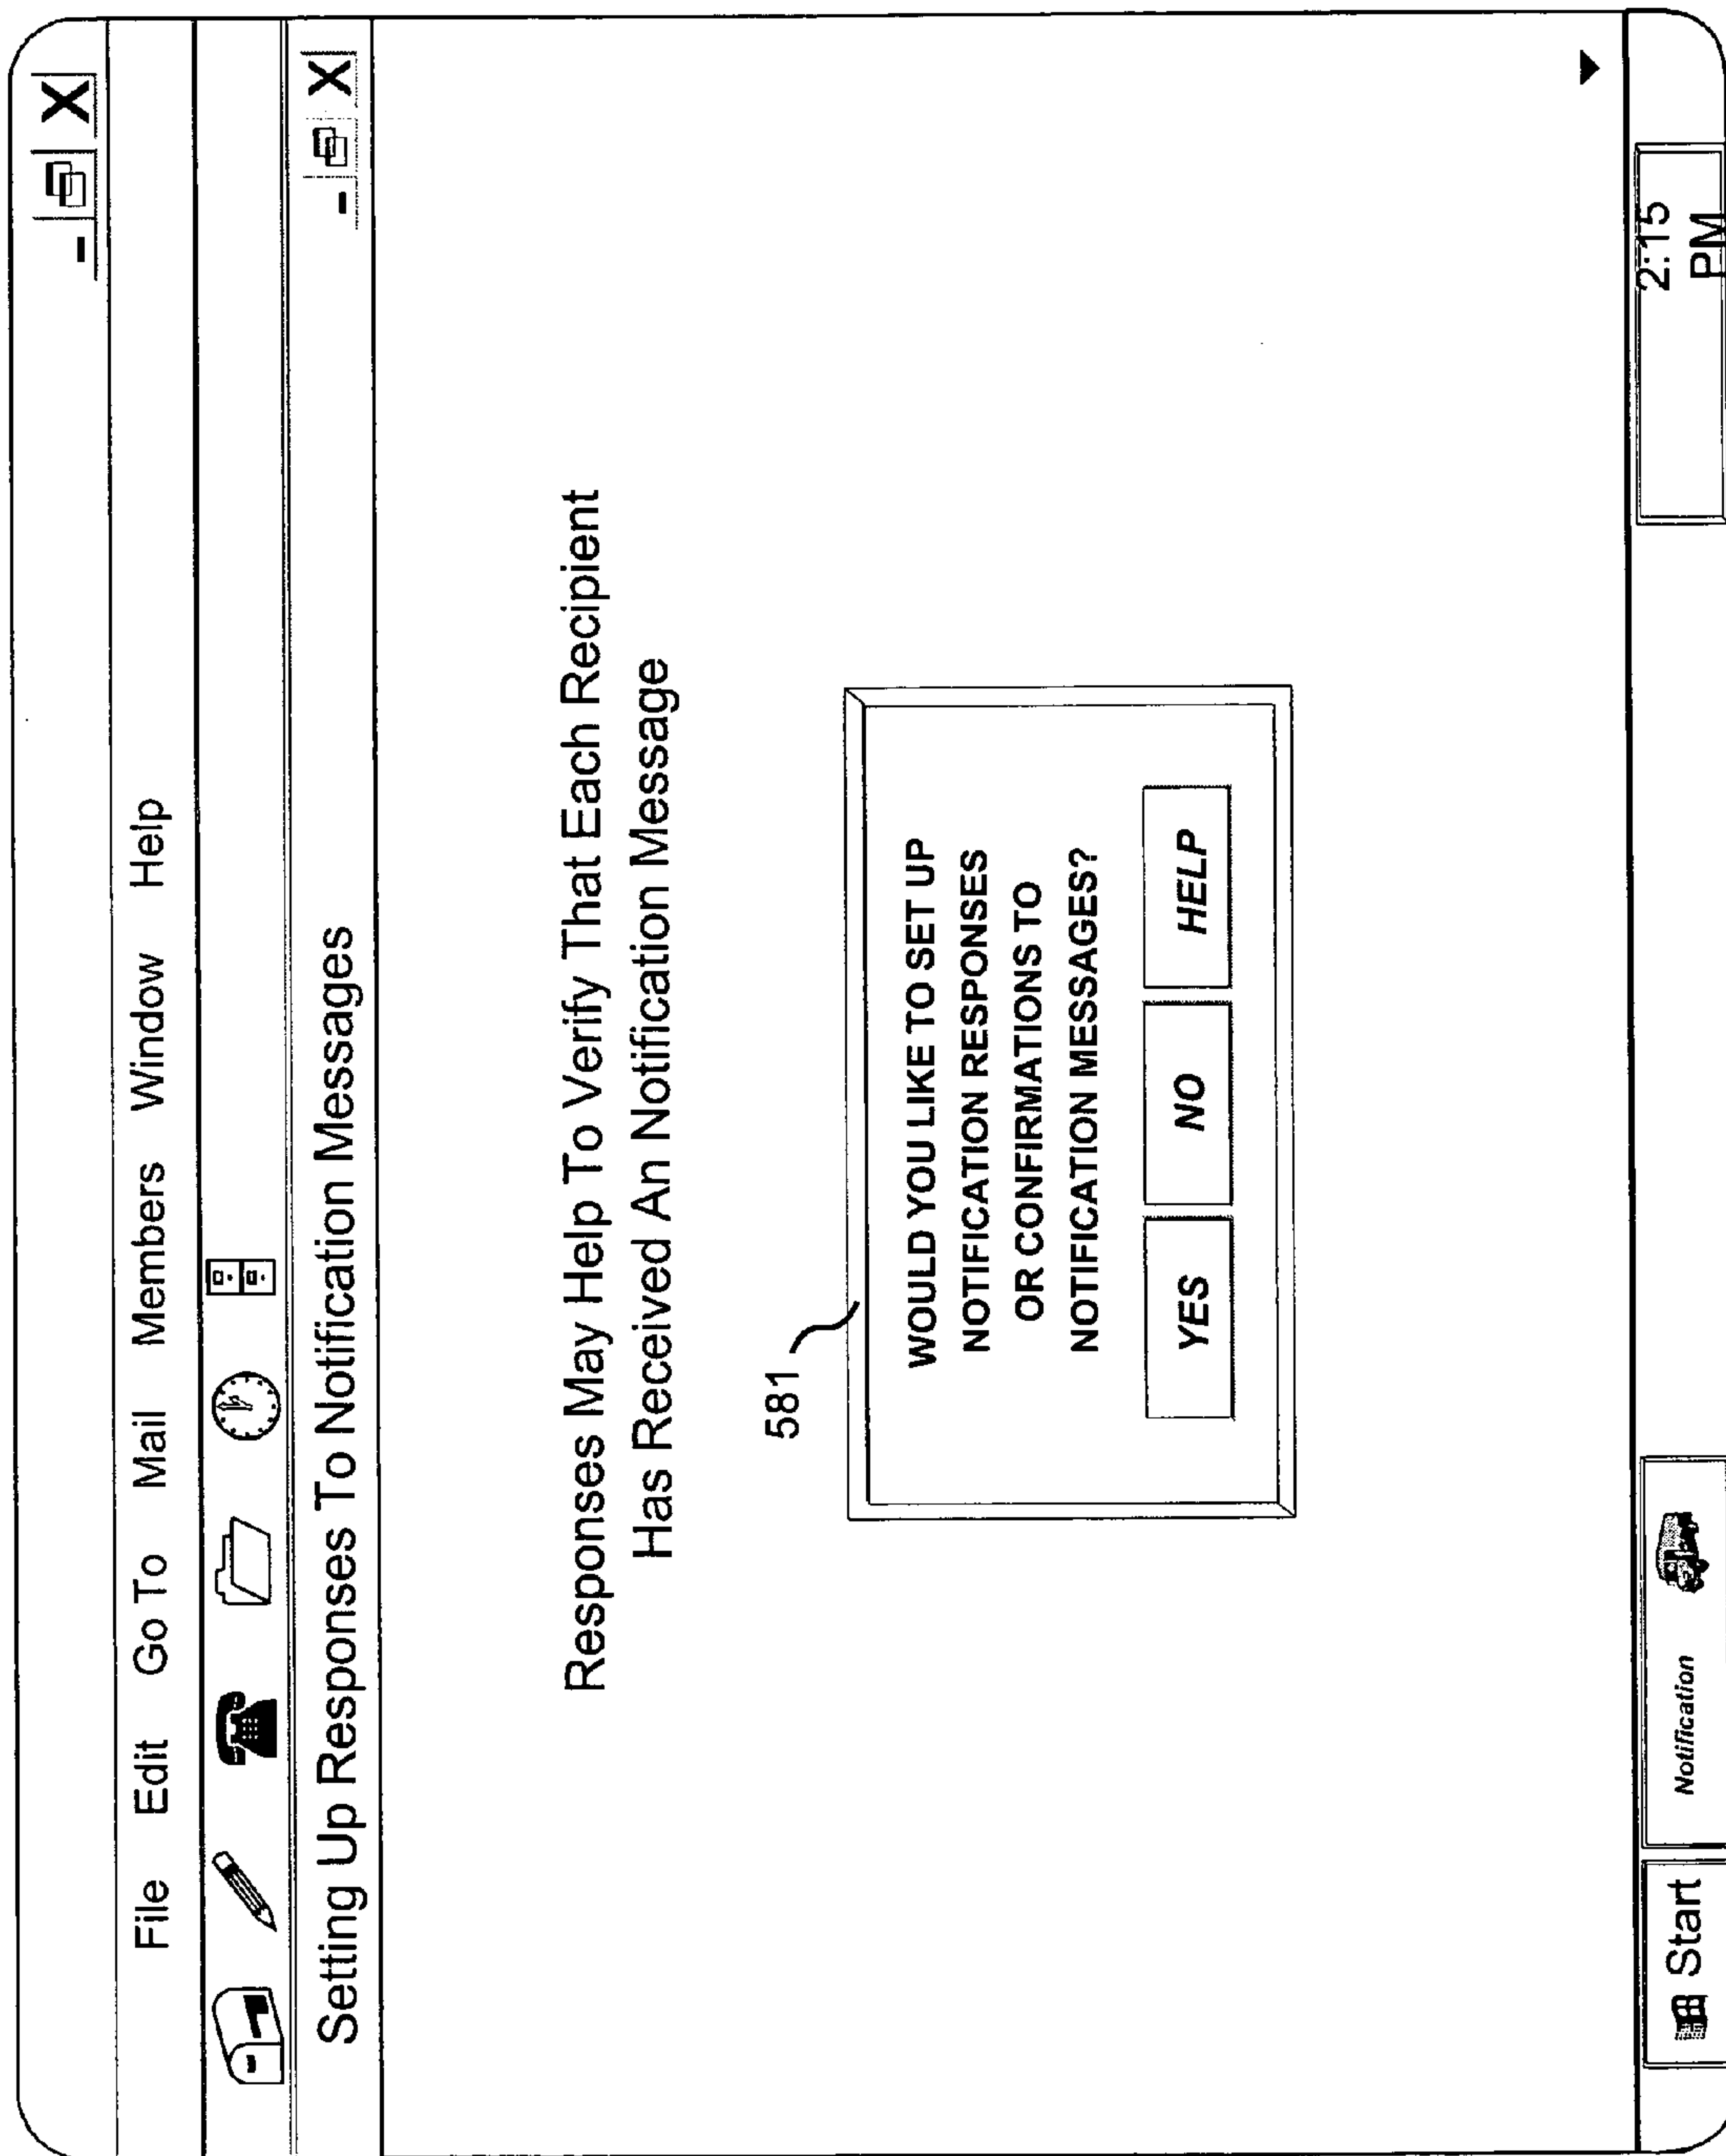 File Edit Go To Mail Members Window Help
Setting Up Responses To Notification Messages
Responses May Help To Verify That Each Recipient
Has Received An Notification Message
581
WOULD YOU LIKE TO SET UP
NOTIFICATION RESPONSES
OR CONFIRMATIONS TO
NOTIFICATION MESSAGES?
YES NO HELP
Start Notification 2:15
PM